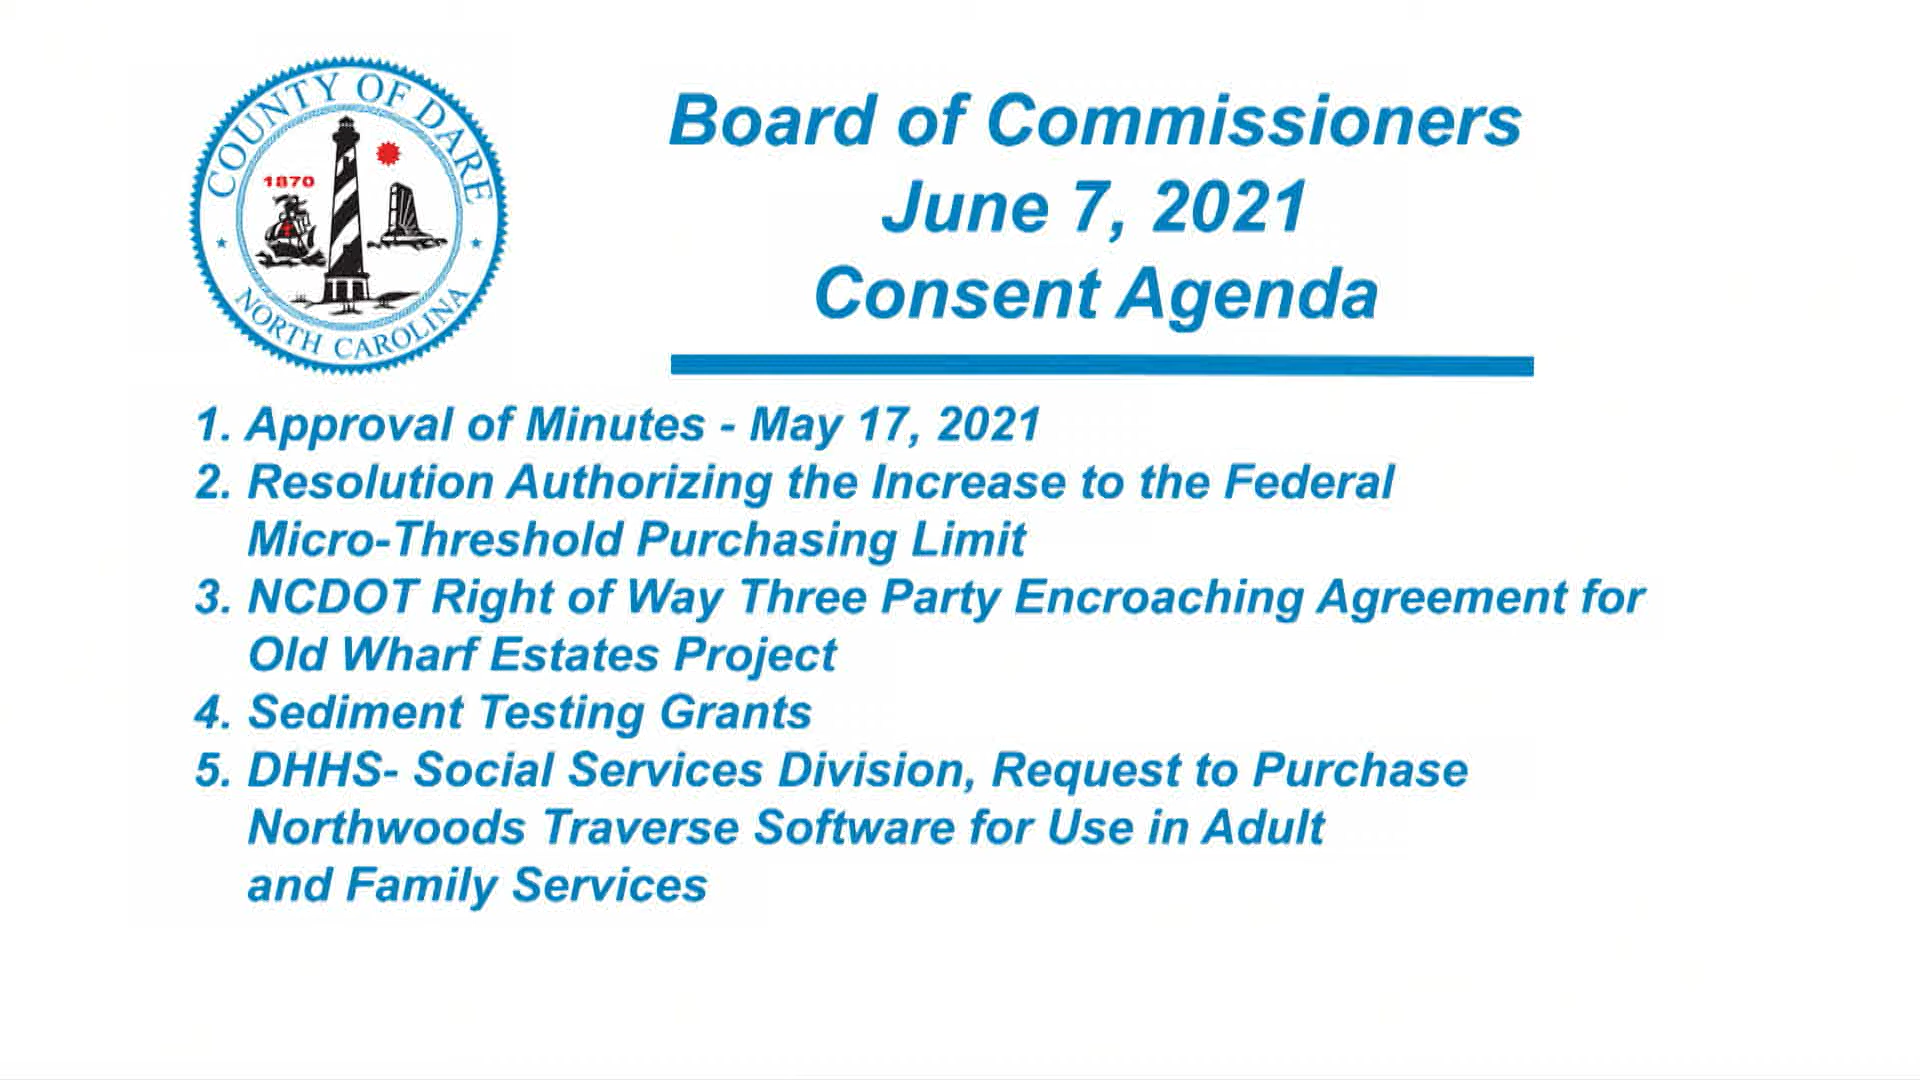 COUNTY OF DARE
1870
NORTH CAROLINA
Board of Commissioners
June 7, 2021
Consent Agenda
1. Approval of Minutes - May 17, 2021
2. Resolution Authorizing the Increase to the Federal
Micro-Threshold Purchasing Limit
3. NCDOT Right of Way Three Party Encroaching Agreement for
Old Wharf Estates Project
4. Sediment Testing Grants
5. DHHS- Social Services Division, Request to Purchase
Northwoods Traverse Software for Use in Adult
and Family Services